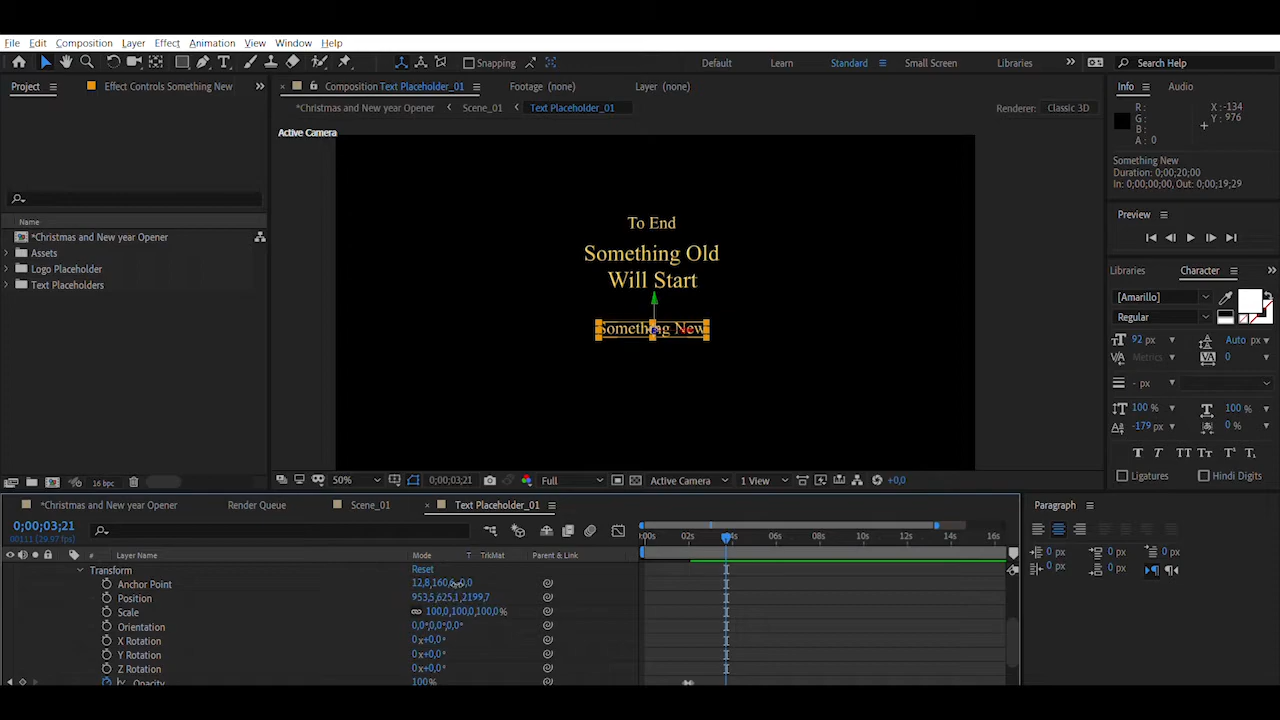 File Edit Composition Layer Effect Animation View Window Help
Snapping Default Learn Standard Small Screen Libraries Search Help
Project Effect Controls Something New
Composition Text Placeholder_01 Footage (none) Layer (none)
Info Audio
*Christmas and New year Opener Scene_01 Text Placeholder_01
Renderer: Classic 3D
Active Camera
R: X: -134
G: Y: 976
B:
A: 0
Something New
Duration: 0;00;20;00
In: 0;00;00;00, Out: 0;00;19;29
Preview
Name
*Christmas and New year Opener
Assets
Logo Placeholder
Text Placeholders
To End
Something Old
Will Start
Something New
Libraries Character
[Amarillo]
Regular
92 px Auto px
Metrics 0
- px
100 % 100 %
-179 px 0 %
T T TT Tr T T
Ligatures Hindi Digits
16 bpc
50% 0;00;03;21 Full Active Camera 1 View +0,0
*Christmas and New year Opener Render Queue Scene_01 Text Placeholder_01
0;00;03;21
00111 (29.97 fps)
:00s 02s 04s 06s 08s 10s 12s 14s 16s
# Layer Name Mode T TrkMat Parent & Link
Transform Reset
Anchor Point
Position 953,5,625,1,2199,7
Scale 100,0,100,0,100,0%
Orientation 0,0°,0,0°,0,0°
X Rotation 0x+0,0°
Y Rotation 0x+0,0°
Z Rotation 0x+0,0°
Opacity 100%
Paragraph
0 px 0 px 0 px
0 px 0 px